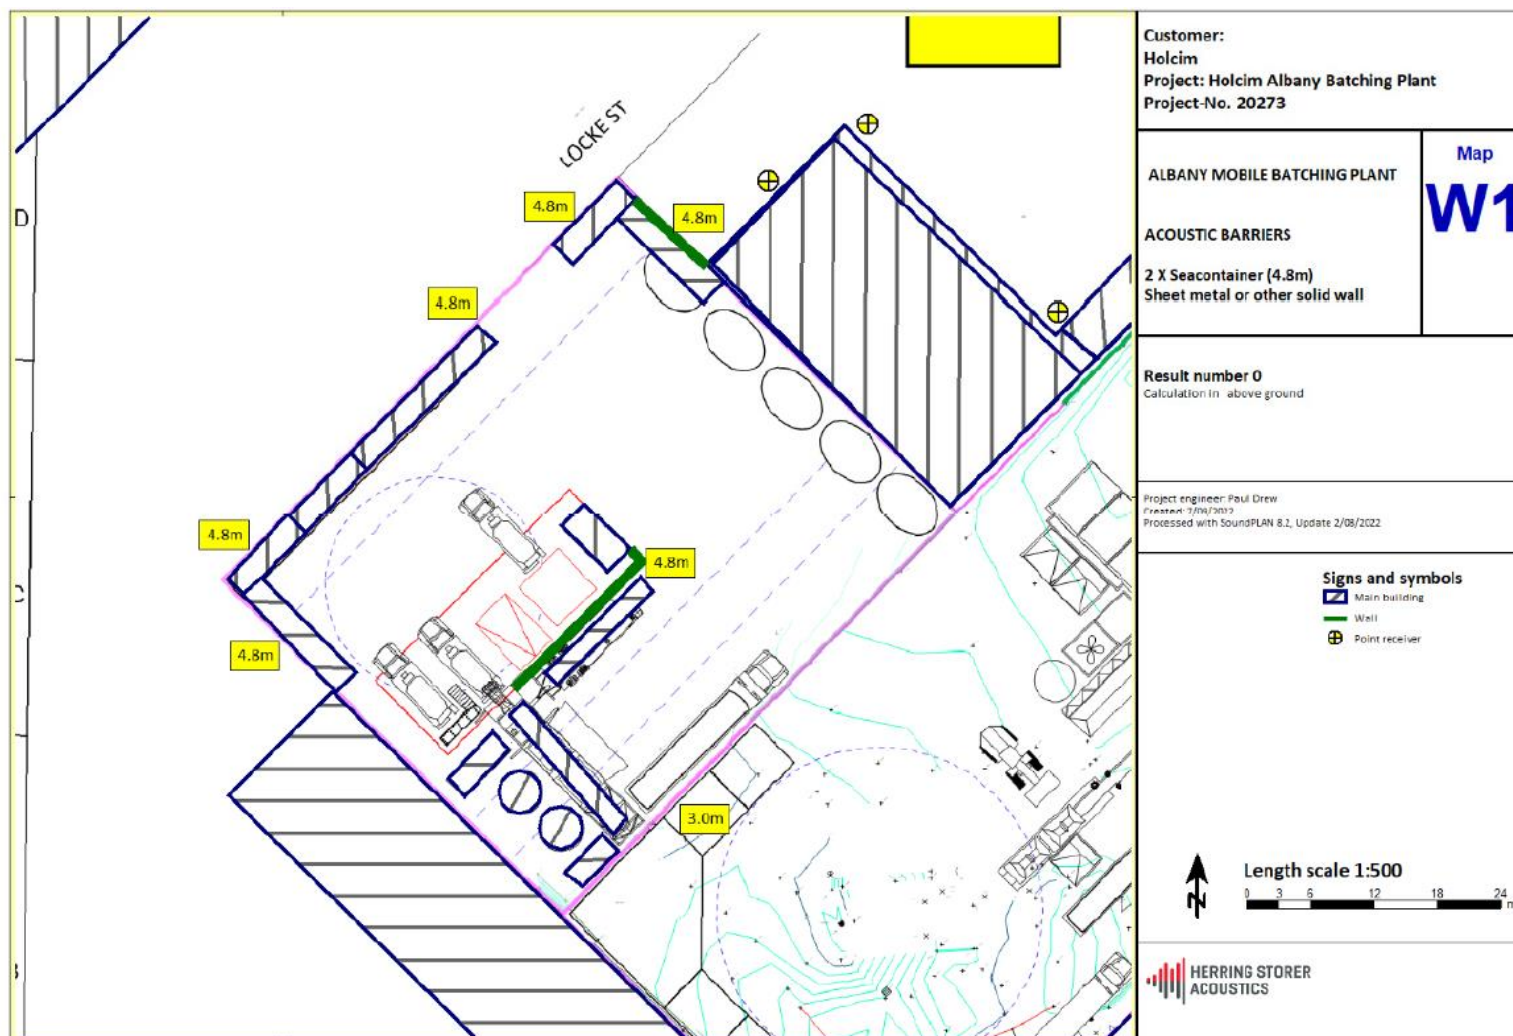 Customer:
Holcim
Project: Holcim Albany Batching Plant
Project-No. 20273
ALBANY MOBILE BATCHING PLANT
ACOUSTIC BARRIERS
2 X Seacontainer (4.8m)
Sheet metal or other solid wall
Map
W1
Result number 0
Calculation in above ground
Project engineer: Paul Drew
Created: 7/09/2022
Processed with SoundPLAN 8.2, Update 2/08/2022
Signs and symbols
Main building
Wall
Point receiver
Length scale 1:500
0 3 6 12 18 24
m
N
HERRING STORER
ACOUSTICS
LOCKE ST
D
4.8m
4.8m
4.8m
4.8m
4.8m
C
4.8m
3.0m